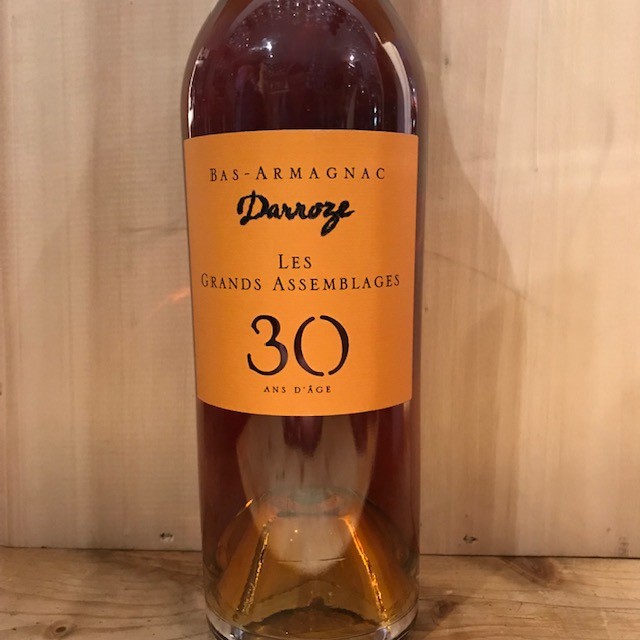 BAS-ARMAGNAC
Darroze
LES
GRANDS ASSEMBLAGES
30
ANS D'ÂGE